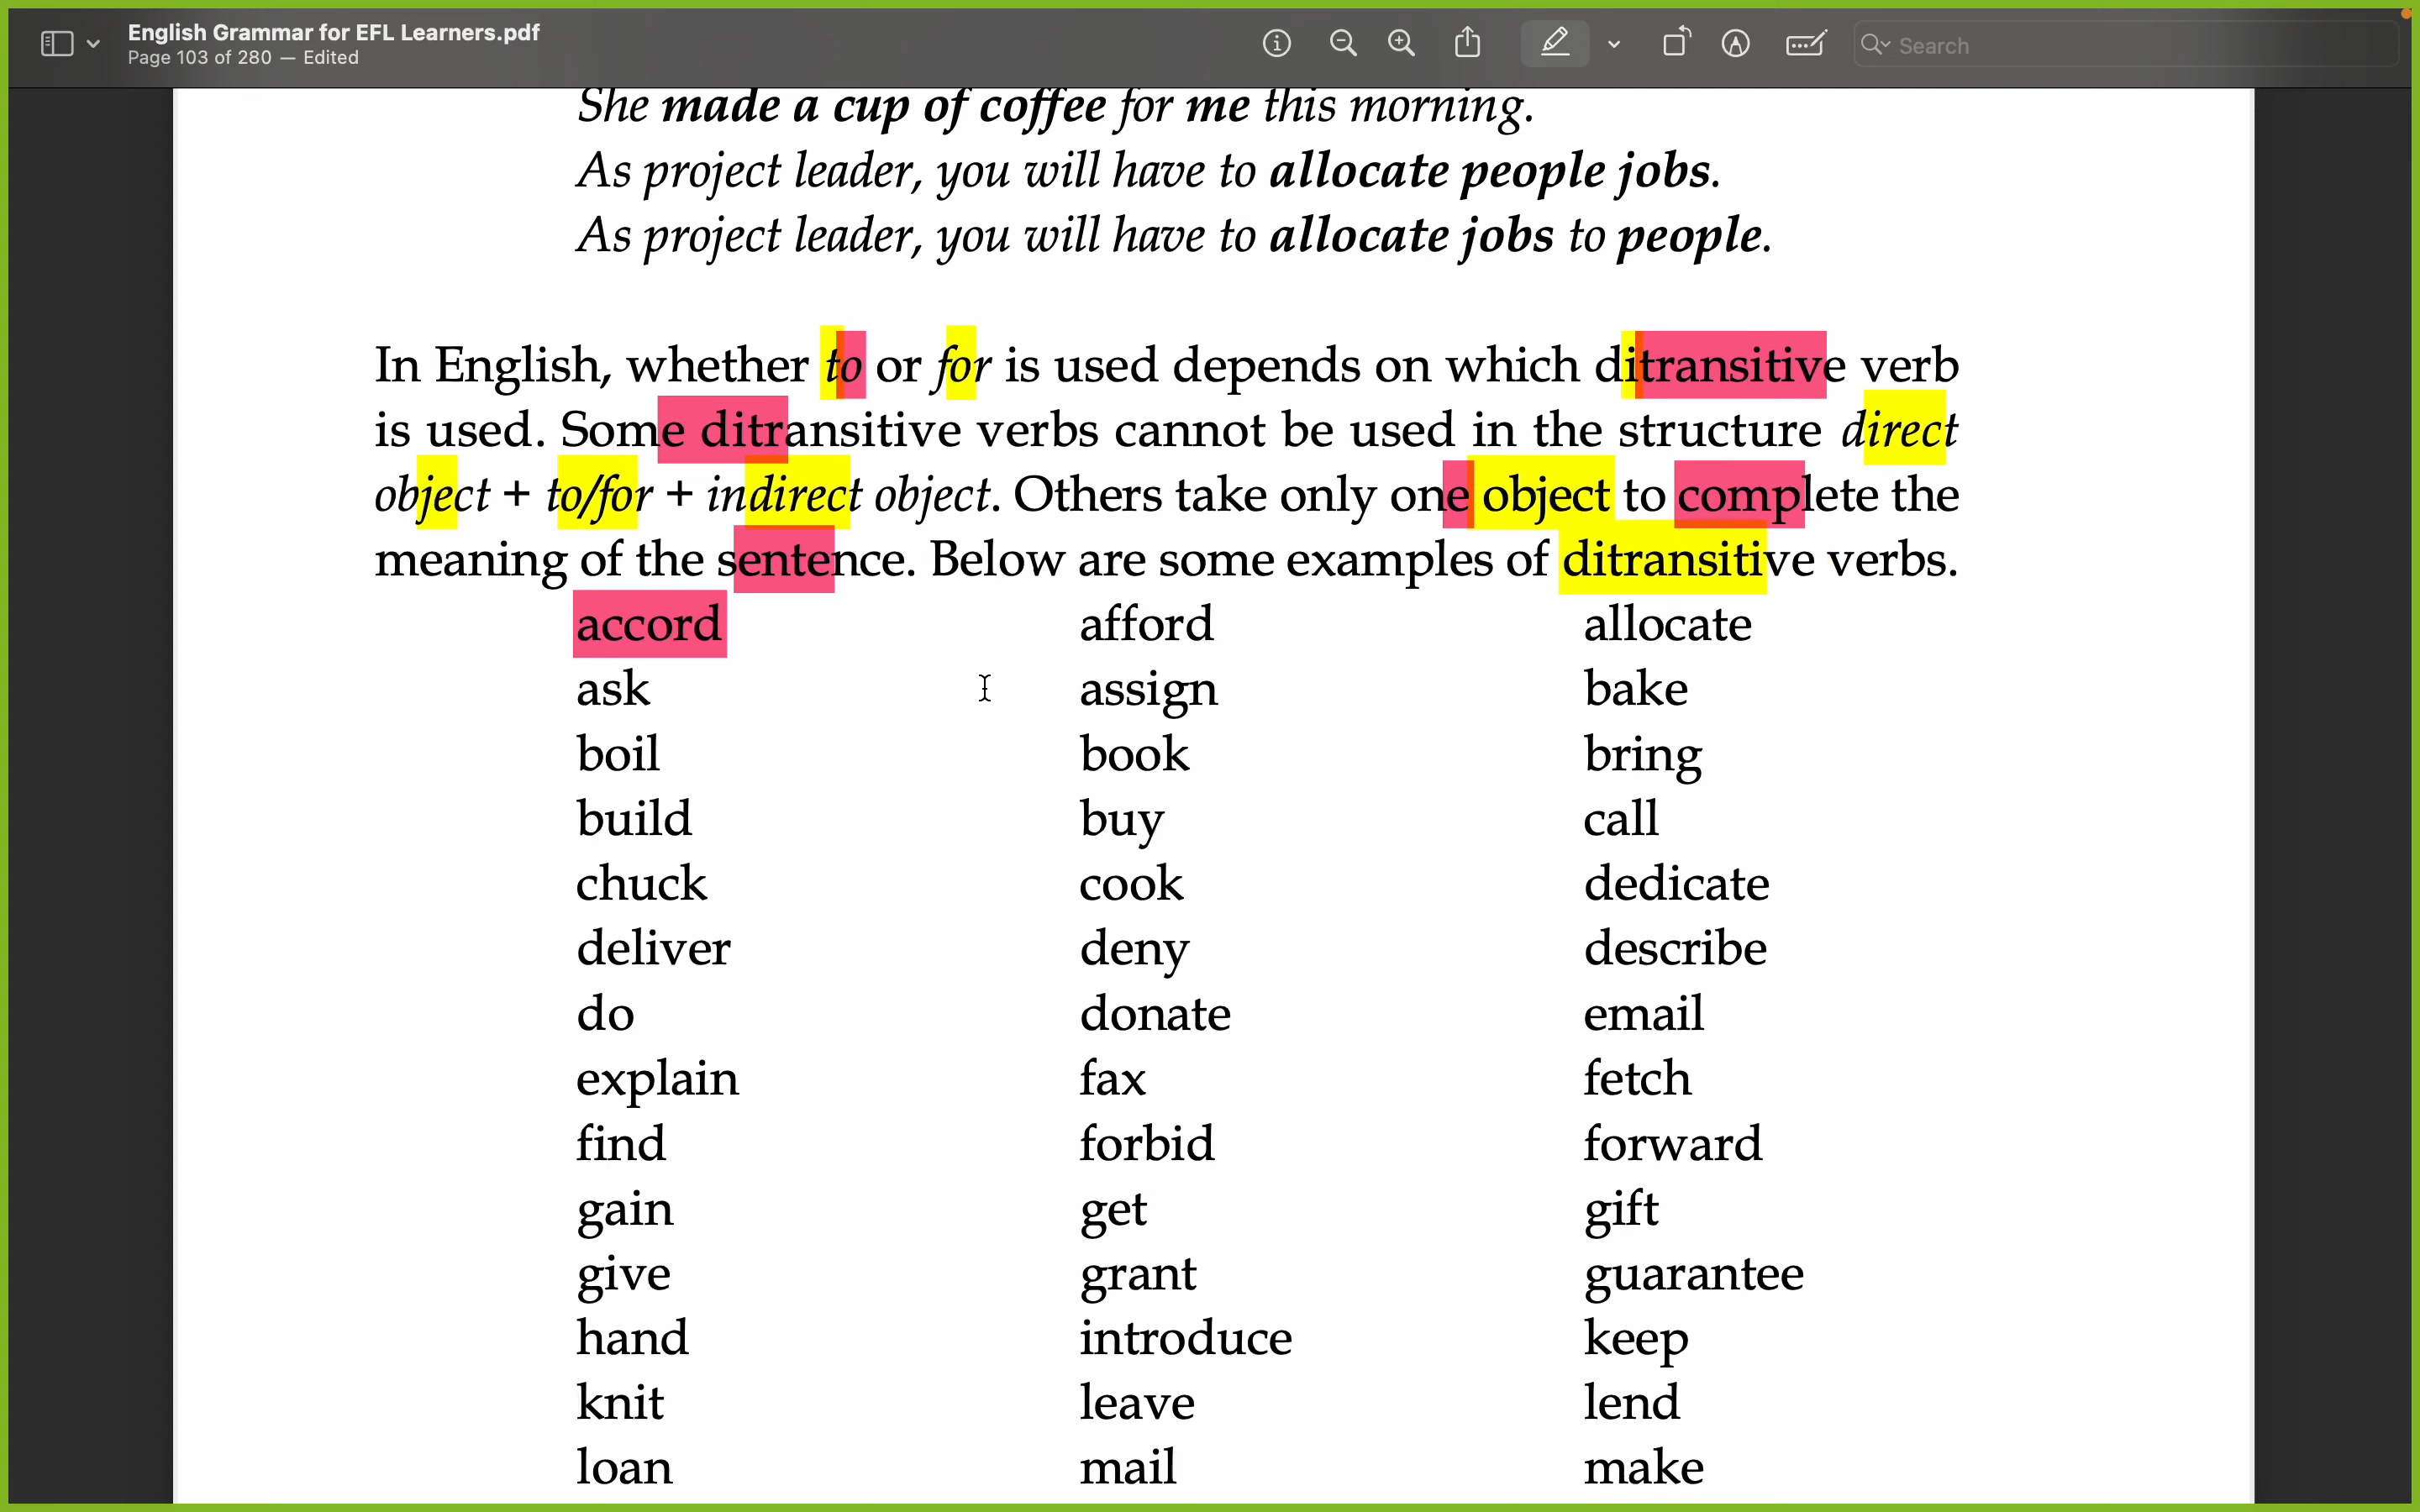 English Grammar for EFL Learners.pdf
Page 103 of 280 — Edited
Search
She made a cup of coffee for me this morning.
As project leader, you will have to allocate people jobs.
As project leader, you will have to allocate jobs to people.
In English, whether to or for is used depends on which ditransitive verb
is used. Some ditransitive verbs cannot be used in the structure direct
object + to/for + indirect object. Others take only one object to complete the
meaning of the sentence. Below are some examples of ditransitive verbs.
accord afford allocate
ask assign bake
boil book bring
build buy call
chuck cook dedicate
deliver deny describe
do donate email
explain fax fetch
find forbid forward
gain get gift
give grant guarantee
hand introduce keep
knit leave lend
loan mail make